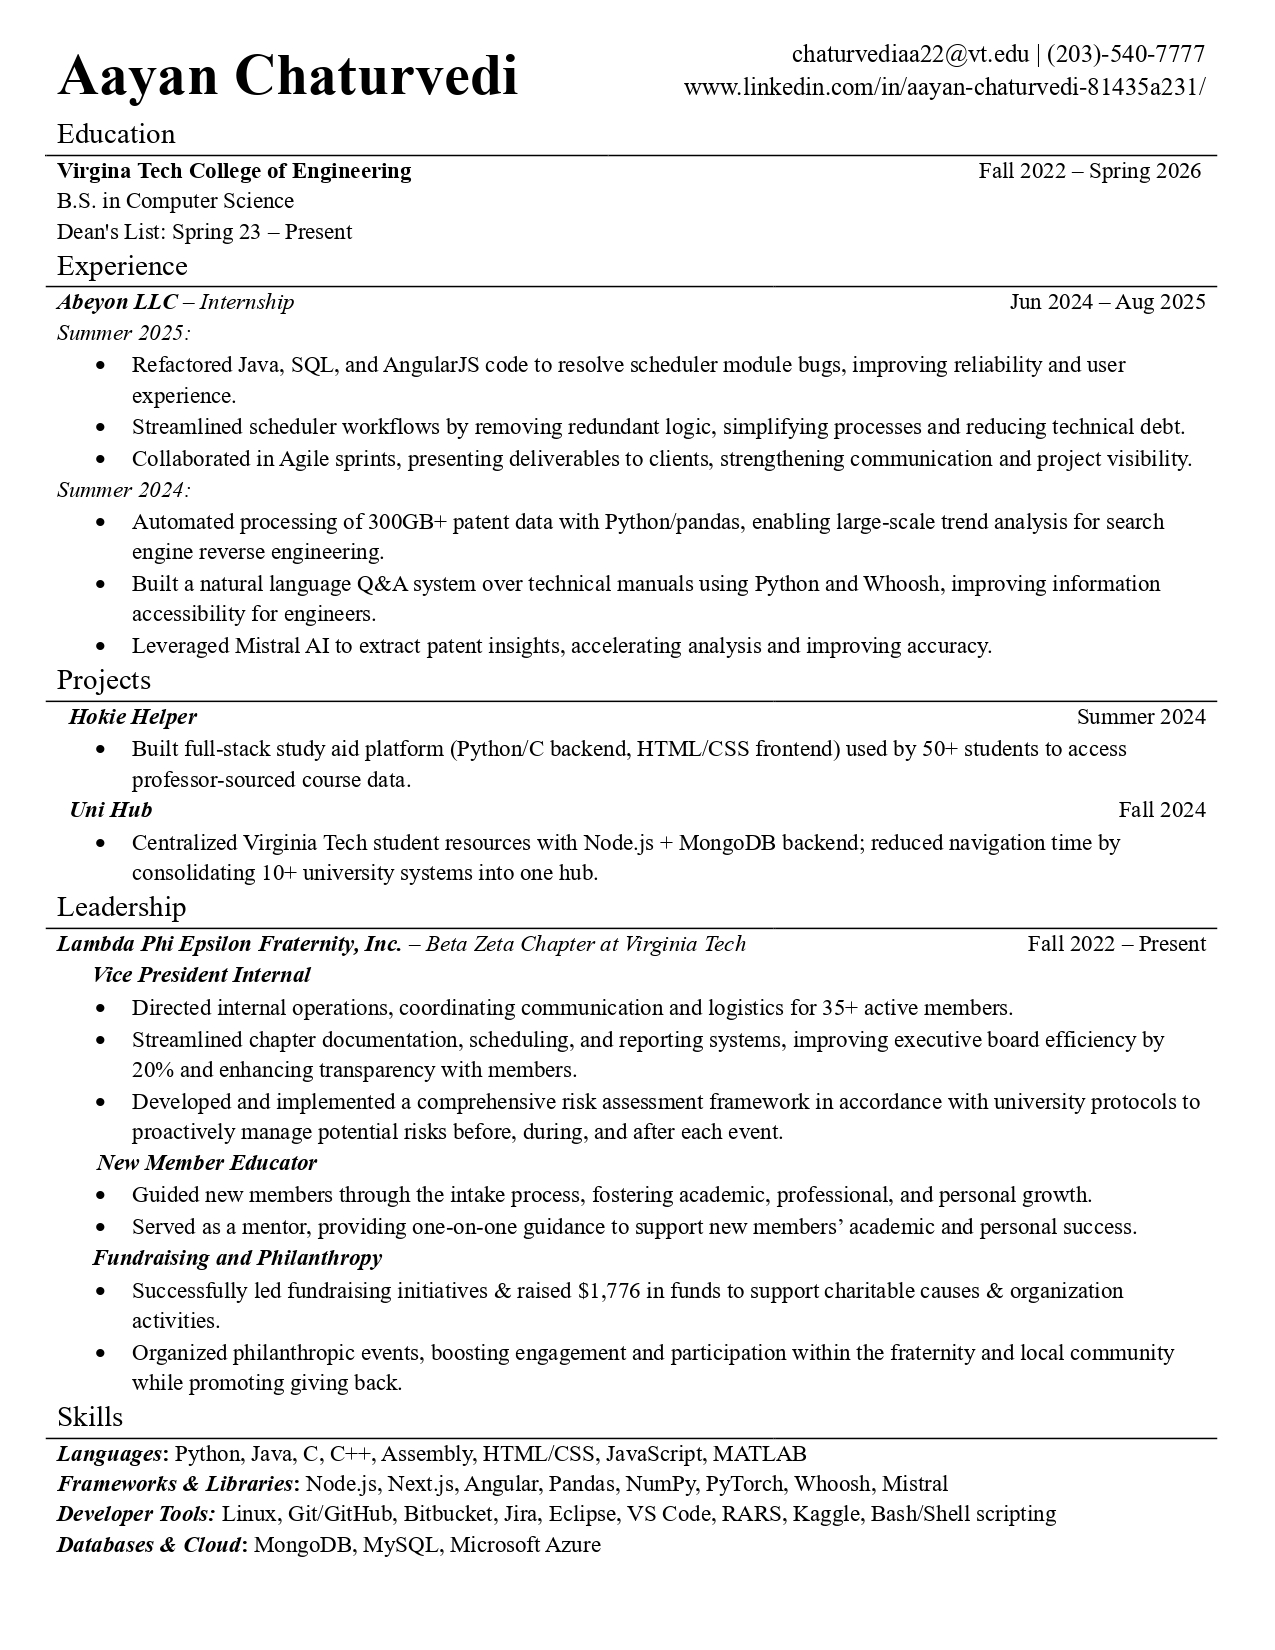 Aayan Chaturvedi
chaturvediaa22@vt.edu | (203)-540-7777
www.linkedin.com/in/aayan-chaturvedi-81435a231/
Education
Virgina Tech College of Engineering Fall 2022 – Spring 2026
B.S. in Computer Science
Dean's List: Spring 23 – Present
Experience
Abeyon LLC – Internship Jun 2024 – Aug 2025
Summer 2025:
• Refactored Java, SQL, and AngularJS code to resolve scheduler module bugs, improving reliability and user
experience.
• Streamlined scheduler workflows by removing redundant logic, simplifying processes and reducing technical debt.
• Collaborated in Agile sprints, presenting deliverables to clients, strengthening communication and project visibility.
Summer 2024:
• Automated processing of 300GB+ patent data with Python/pandas, enabling large-scale trend analysis for search
engine reverse engineering.
• Built a natural language Q&A system over technical manuals using Python and Whoosh, improving information
accessibility for engineers.
• Leveraged Mistral AI to extract patent insights, accelerating analysis and improving accuracy.
Projects
Hokie Helper Summer 2024
• Built full-stack study aid platform (Python/C backend, HTML/CSS frontend) used by 50+ students to access
professor-sourced course data.
Uni Hub Fall 2024
• Centralized Virginia Tech student resources with Node.js + MongoDB backend; reduced navigation time by
consolidating 10+ university systems into one hub.
Leadership
Lambda Phi Epsilon Fraternity, Inc. – Beta Zeta Chapter at Virginia Tech Fall 2022 – Present
Vice President Internal
• Directed internal operations, coordinating communication and logistics for 35+ active members.
• Streamlined chapter documentation, scheduling, and reporting systems, improving executive board efficiency by
20% and enhancing transparency with members.
• Developed and implemented a comprehensive risk assessment framework in accordance with university protocols to
proactively manage potential risks before, during, and after each event.
New Member Educator
• Guided new members through the intake process, fostering academic, professional, and personal growth.
• Served as a mentor, providing one-on-one guidance to support new members’ academic and personal success.
Fundraising and Philanthropy
• Successfully led fundraising initiatives & raised $1,776 in funds to support charitable causes & organization
activities.
• Organized philanthropic events, boosting engagement and participation within the fraternity and local community
while promoting giving back.
Skills
Languages: Python, Java, C, C++, Assembly, HTML/CSS, JavaScript, MATLAB
Frameworks & Libraries: Node.js, Next.js, Angular, Pandas, NumPy, PyTorch, Whoosh, Mistral
Developer Tools: Linux, Git/GitHub, Bitbucket, Jira, Eclipse, VS Code, RARS, Kaggle, Bash/Shell scripting
Databases & Cloud: MongoDB, MySQL, Microsoft Azure